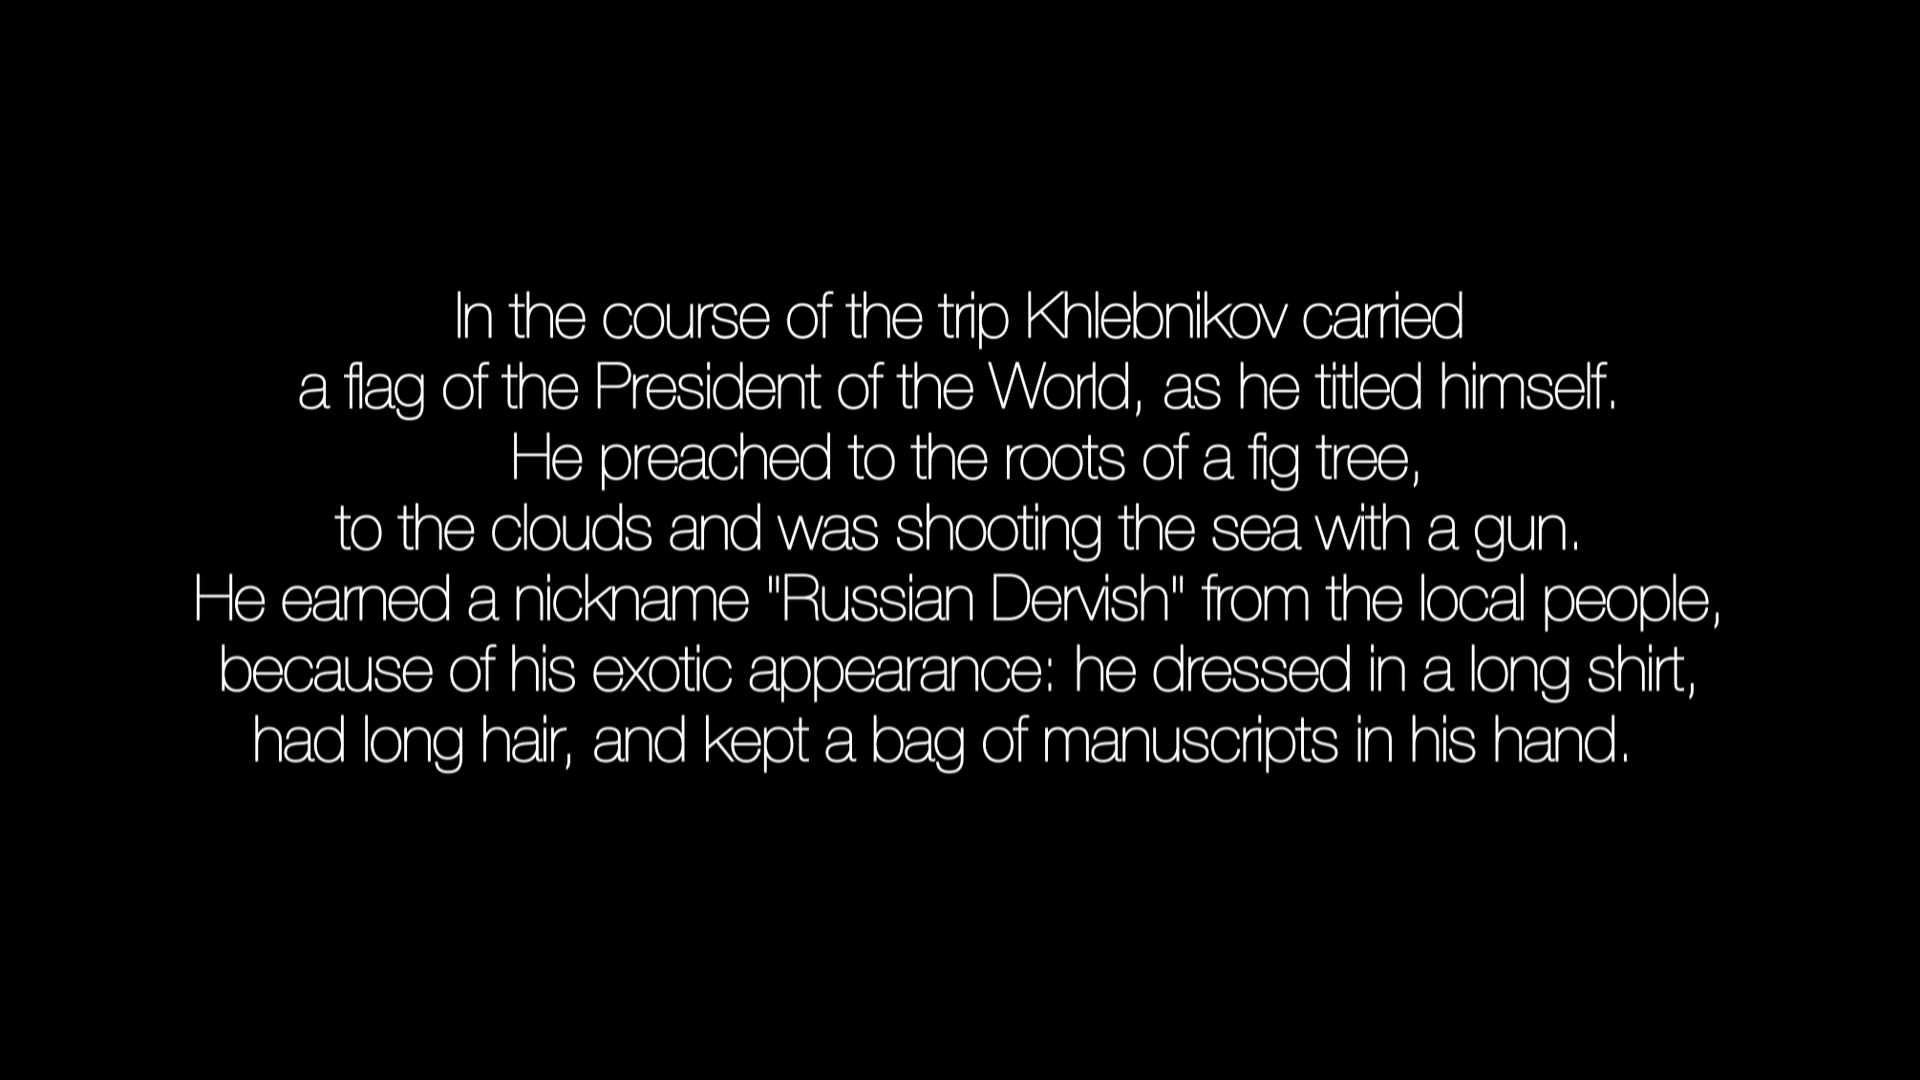 In the course of the trip Khlebnikov carried
a flag of the President of the World, as he titled himself.
He preached to the roots of a fig tree,
to the clouds and was shooting the sea with a gun.
He earned a nickname "Russian Dervish" from the local people,
because of his exotic appearance: he dressed in a long shirt,
had long hair, and kept a bag of manuscripts in his hand.